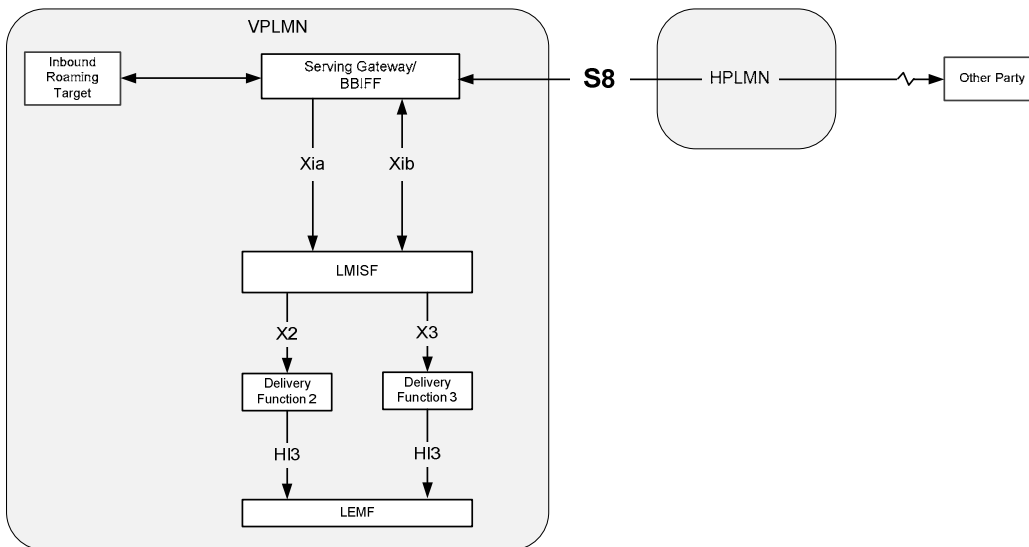 VPLMN
Inbound
Roaming
Target
Serving Gateway/
BBIFF
S8
HPLMN
Other Party
Xia
Xib
LMISF
X2
X3
Delivery
Function 2
Delivery
Function 3
HI3
HI3
LEMF